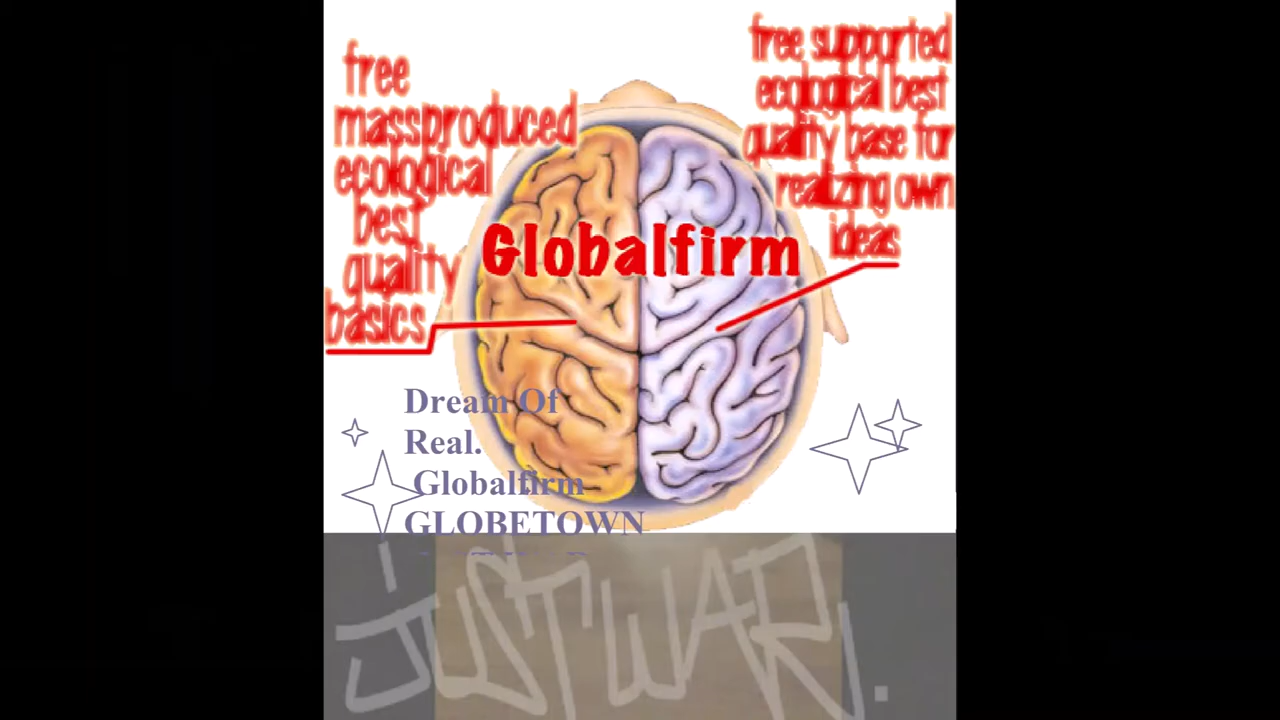 free
massproduced
ecological
best
quality
basics
free supported
ecological best
quality base for
realizing own
ideas
Globalfirm
Dream Of
Real.
Globalfirm
GLOBETOWN
JUST WAR.